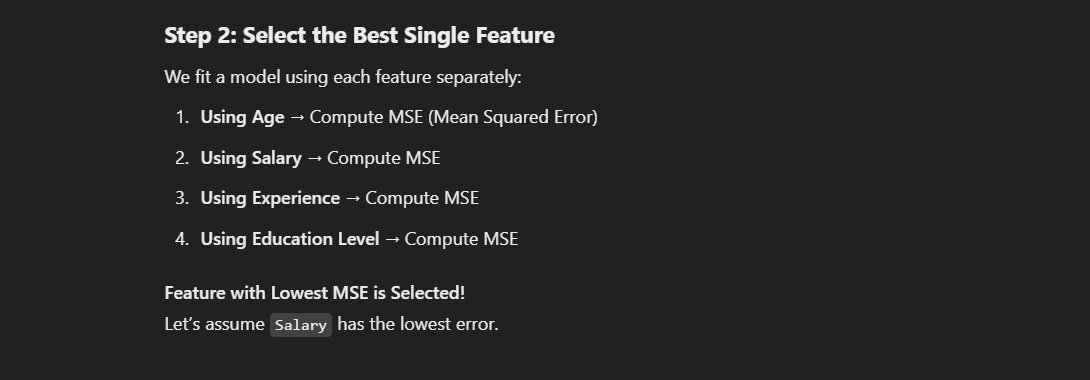 Step 2: Select the Best Single Feature
We fit a model using each feature separately:
1. Using Age → Compute MSE (Mean Squared Error)
2. Using Salary → Compute MSE
3. Using Experience → Compute MSE
4. Using Education Level → Compute MSE
Feature with Lowest MSE is Selected!
Let’s assume Salary has the lowest error.